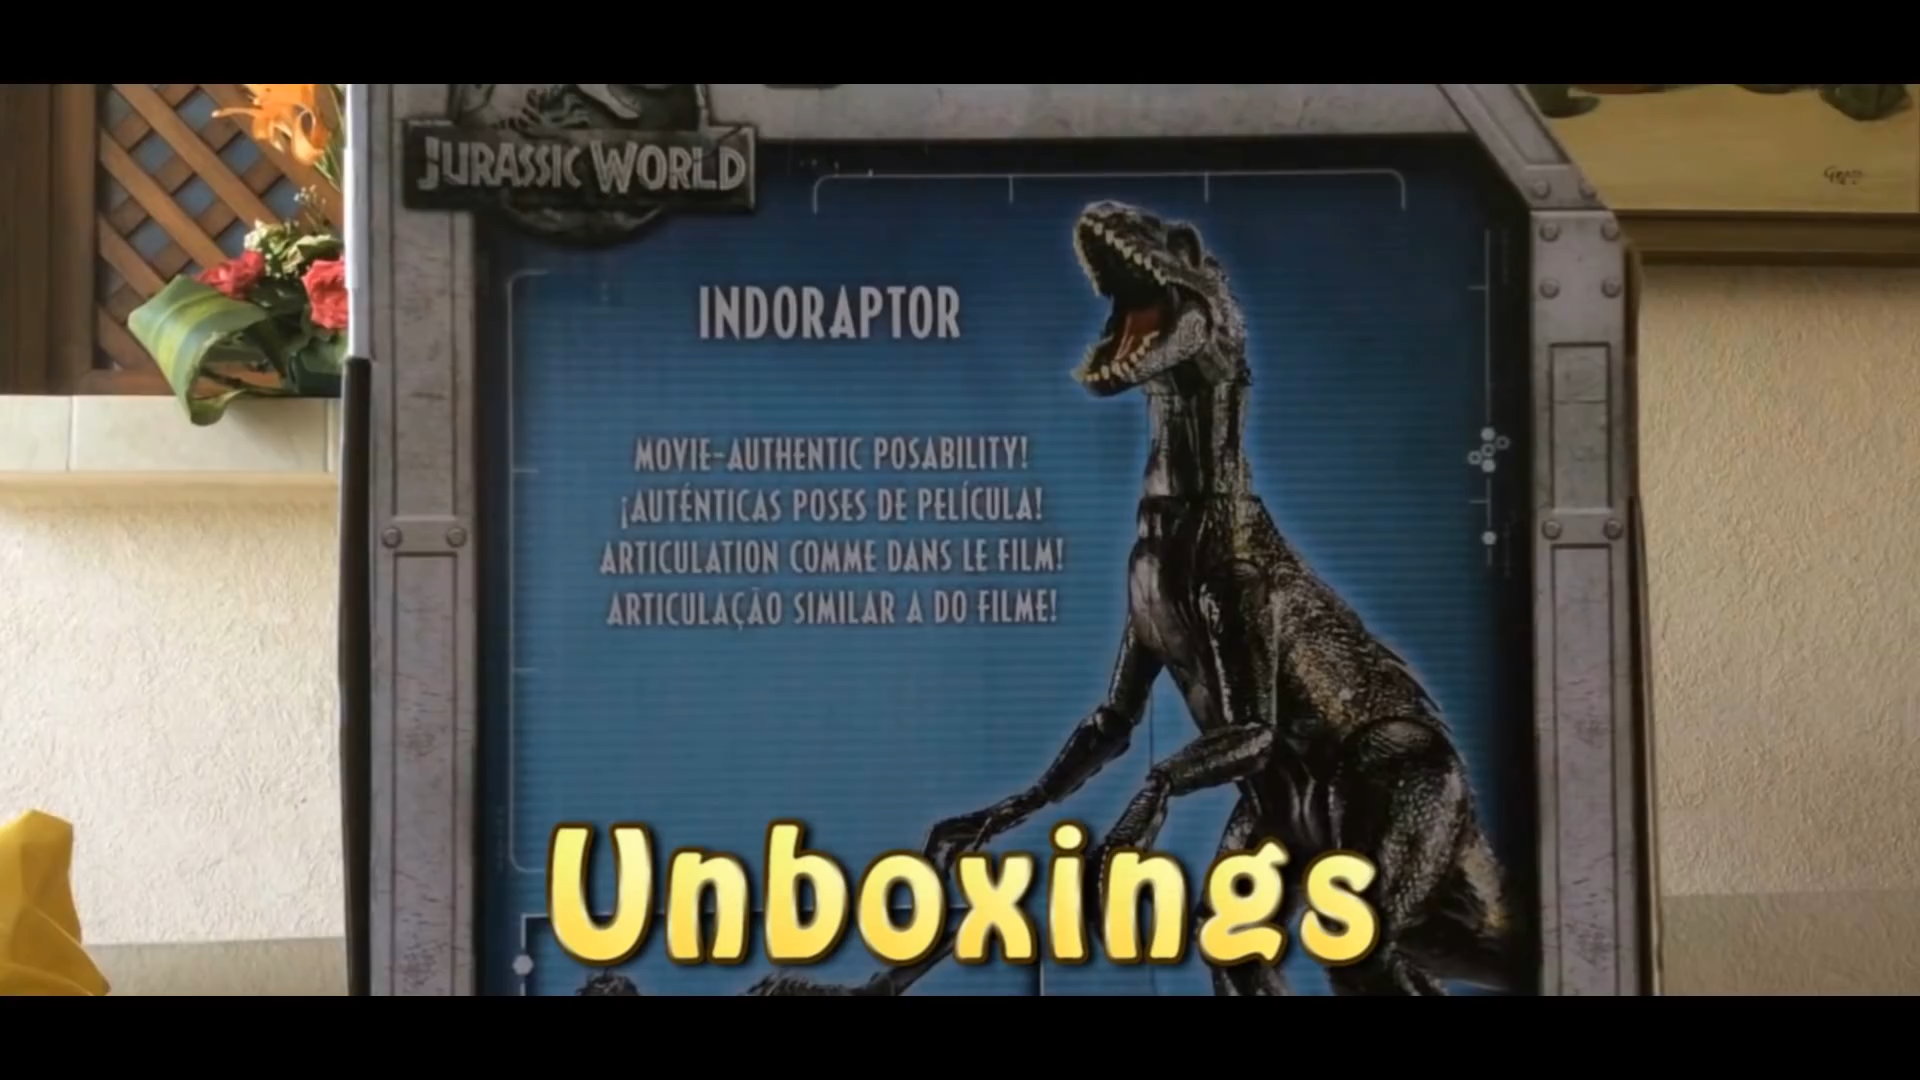 JURASSIC WORLD
INDORAPTOR
MOVIE-AUTHENTIC POSABILITY!
¡AUTÉNTICAS POSES DE PELÍCULA!
ARTICULATION COMME DANS LE FILM!
ARTICULAÇÃO SIMILAR A DO FILME!
Unboxings